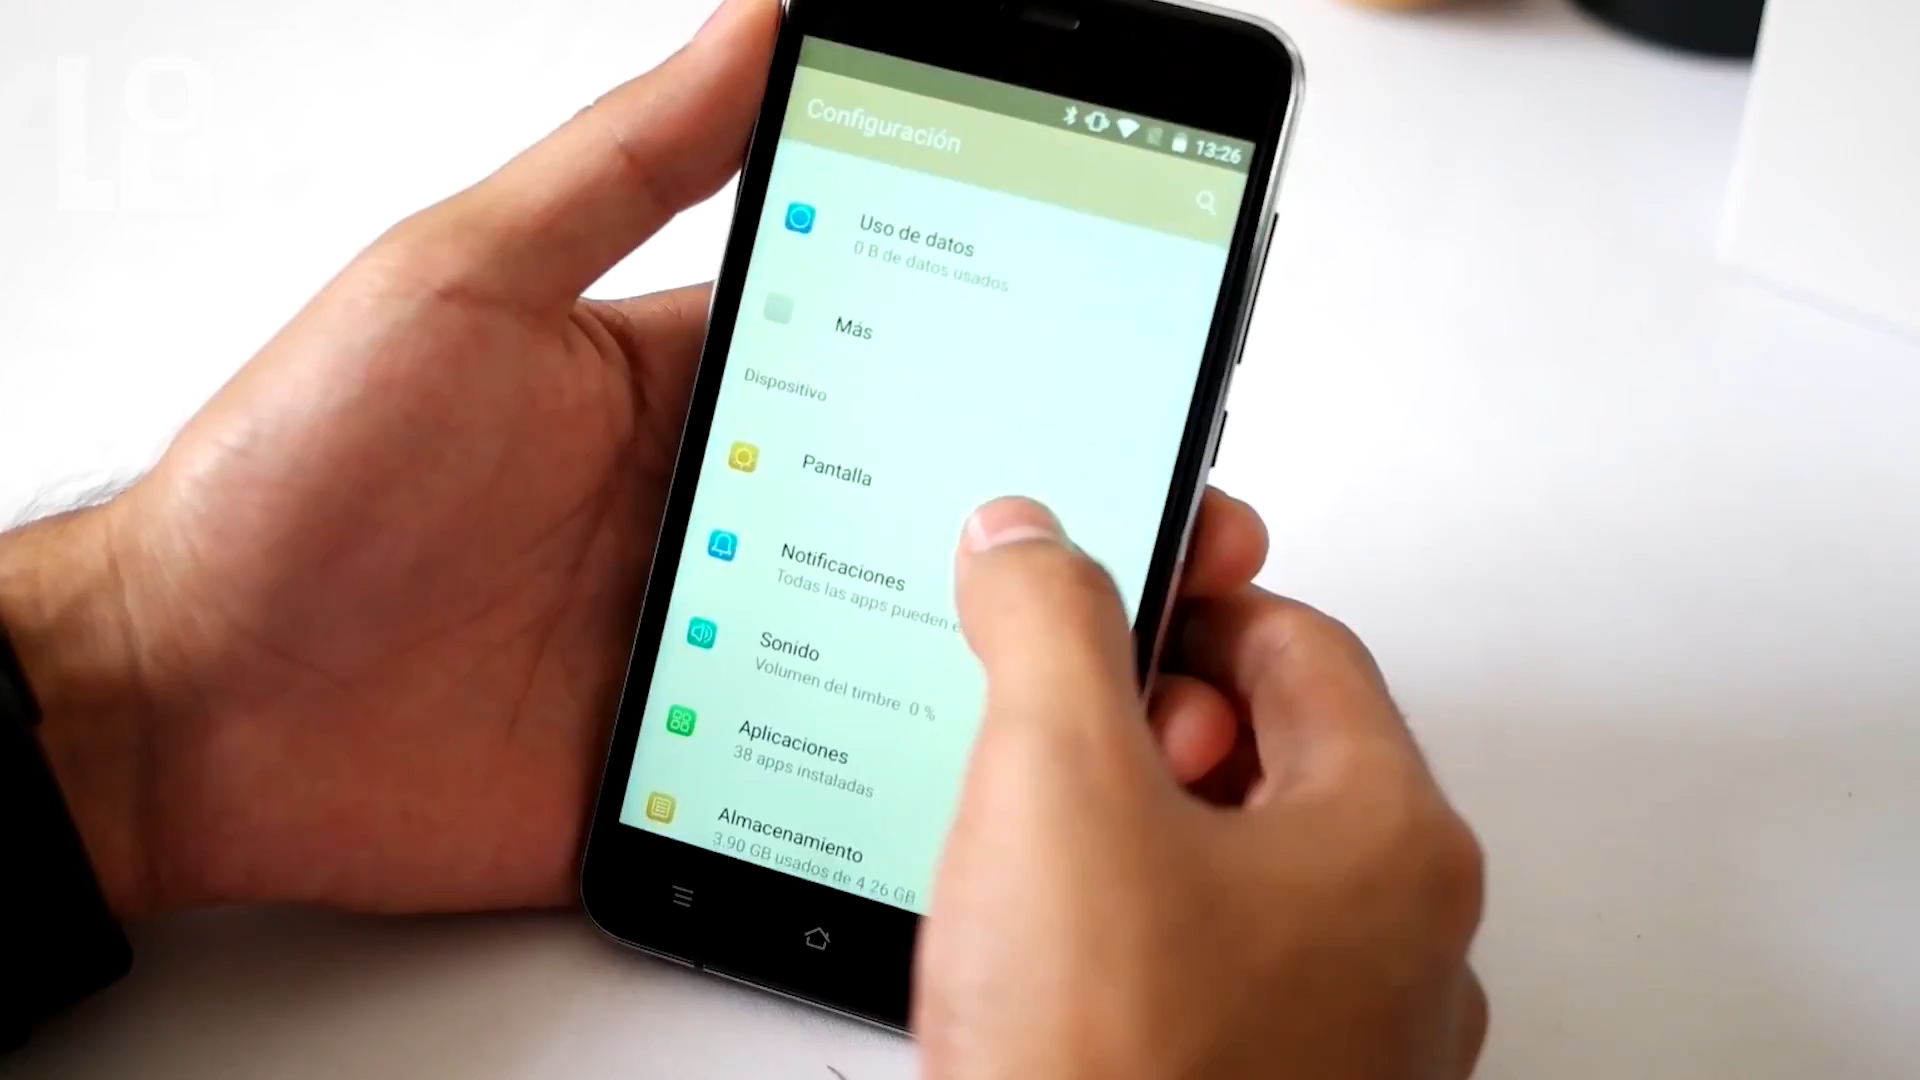 13:26
Configuración
Uso de datos
0 B de datos usados
Más
Dispositivo
Pantalla
Notificaciones
Todas las apps pueden
Sonido
Volumen del timbre 0 %
Aplicaciones
38 apps instaladas
Almacenamiento
3,90 GB usados de 4,26 GB